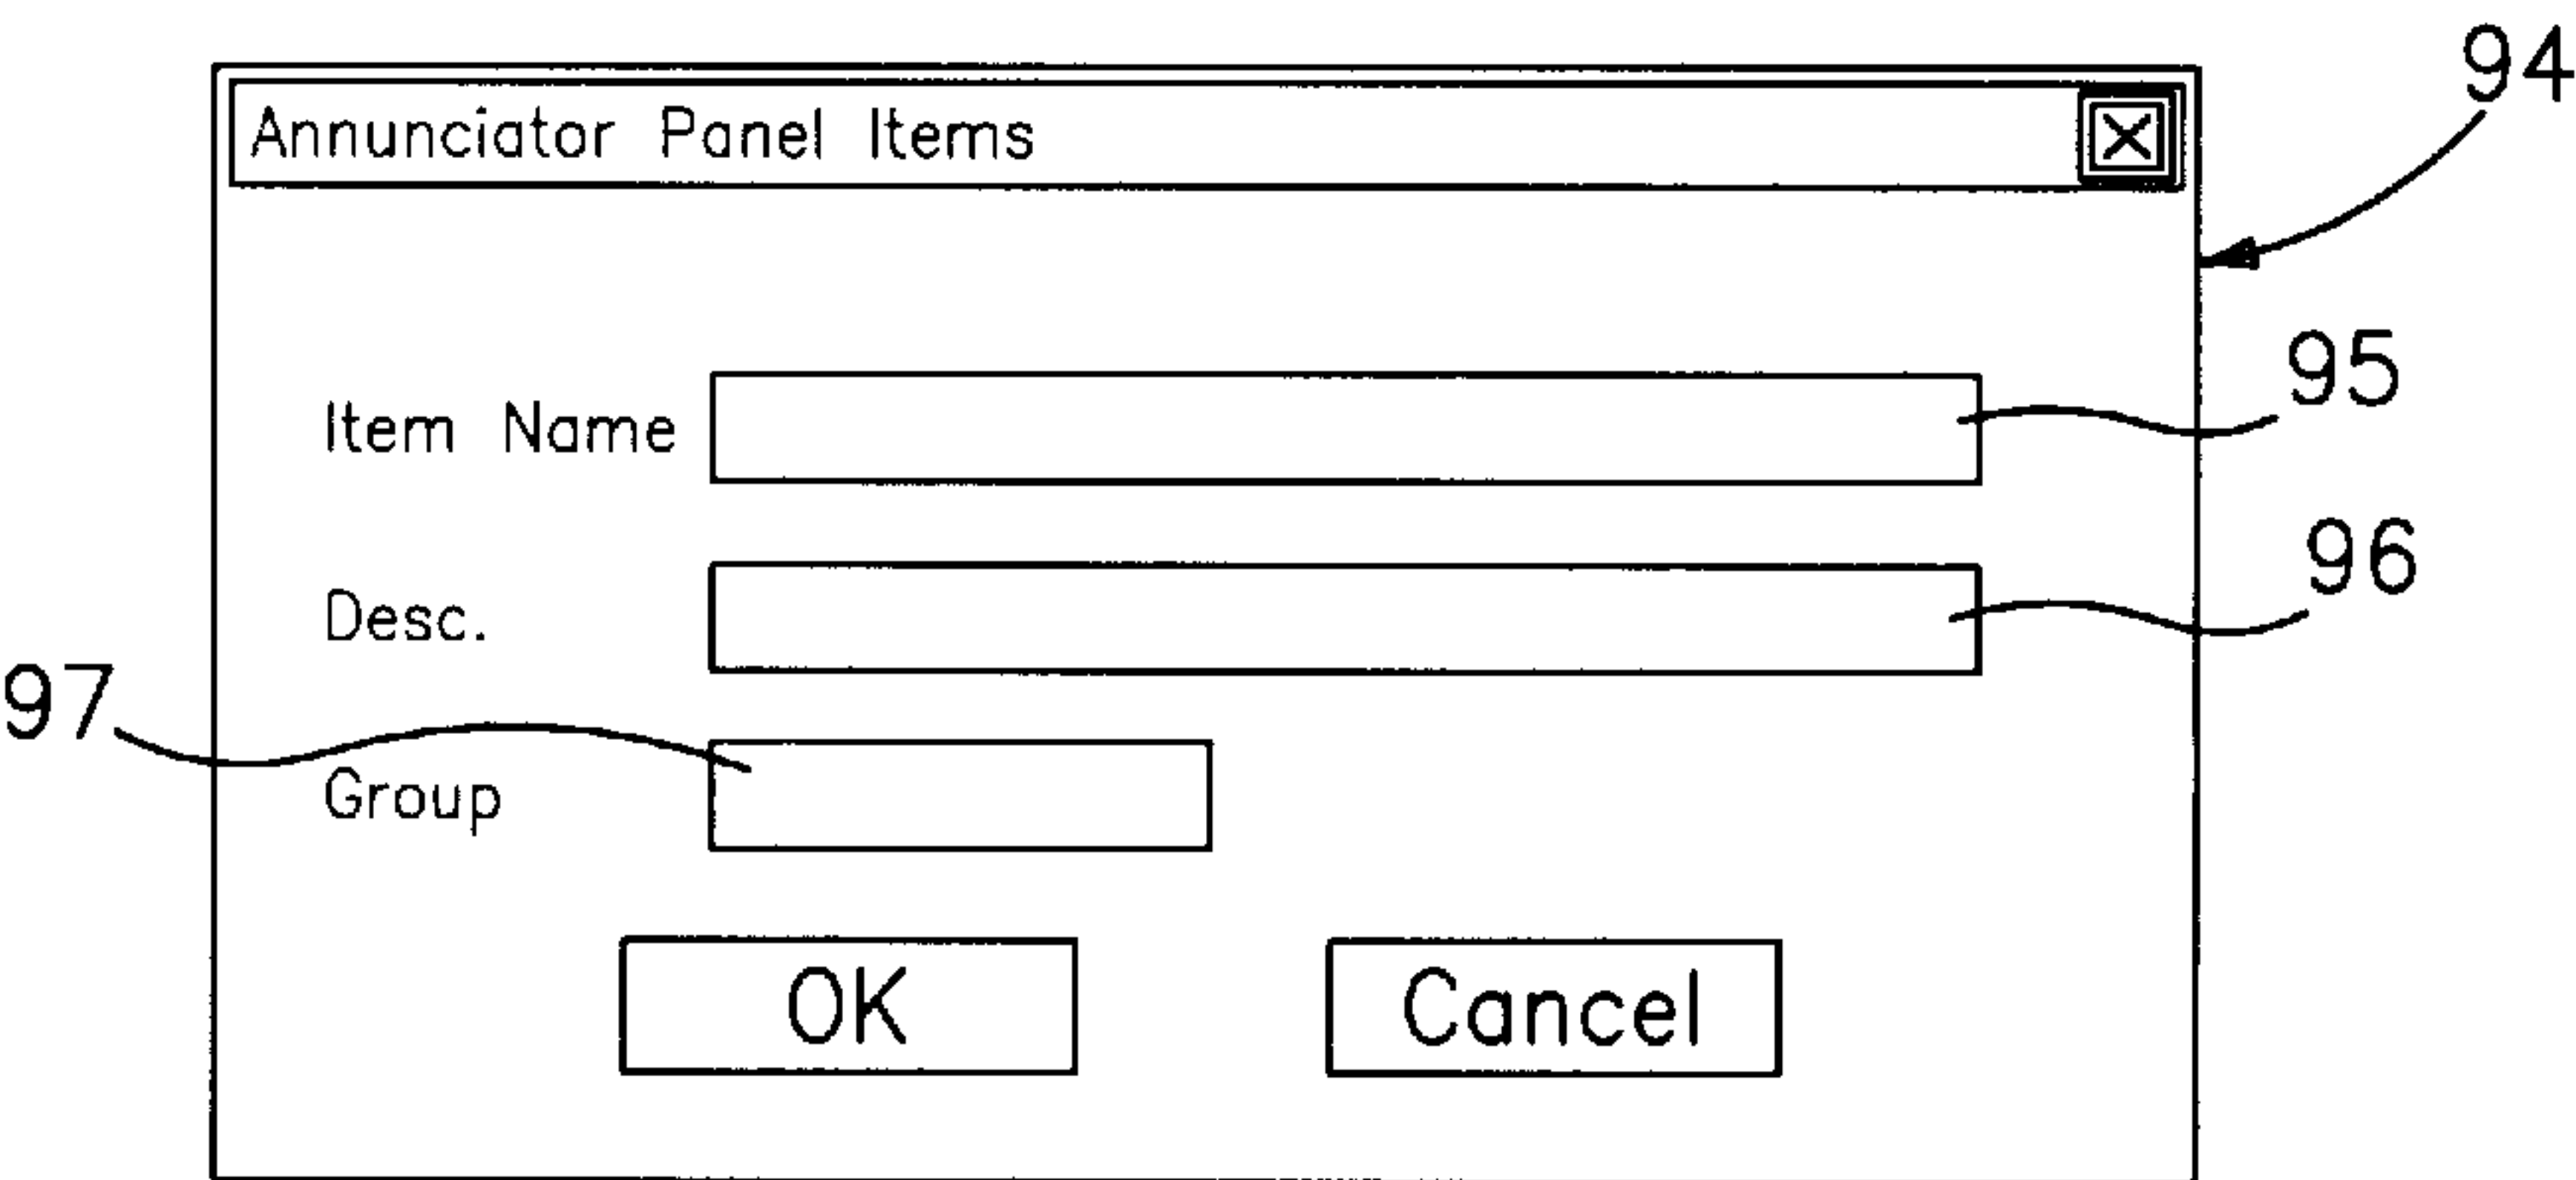 94
Annunciator Panel Items
Item Name
95
Desc.
96
97
Group
OK Cancel